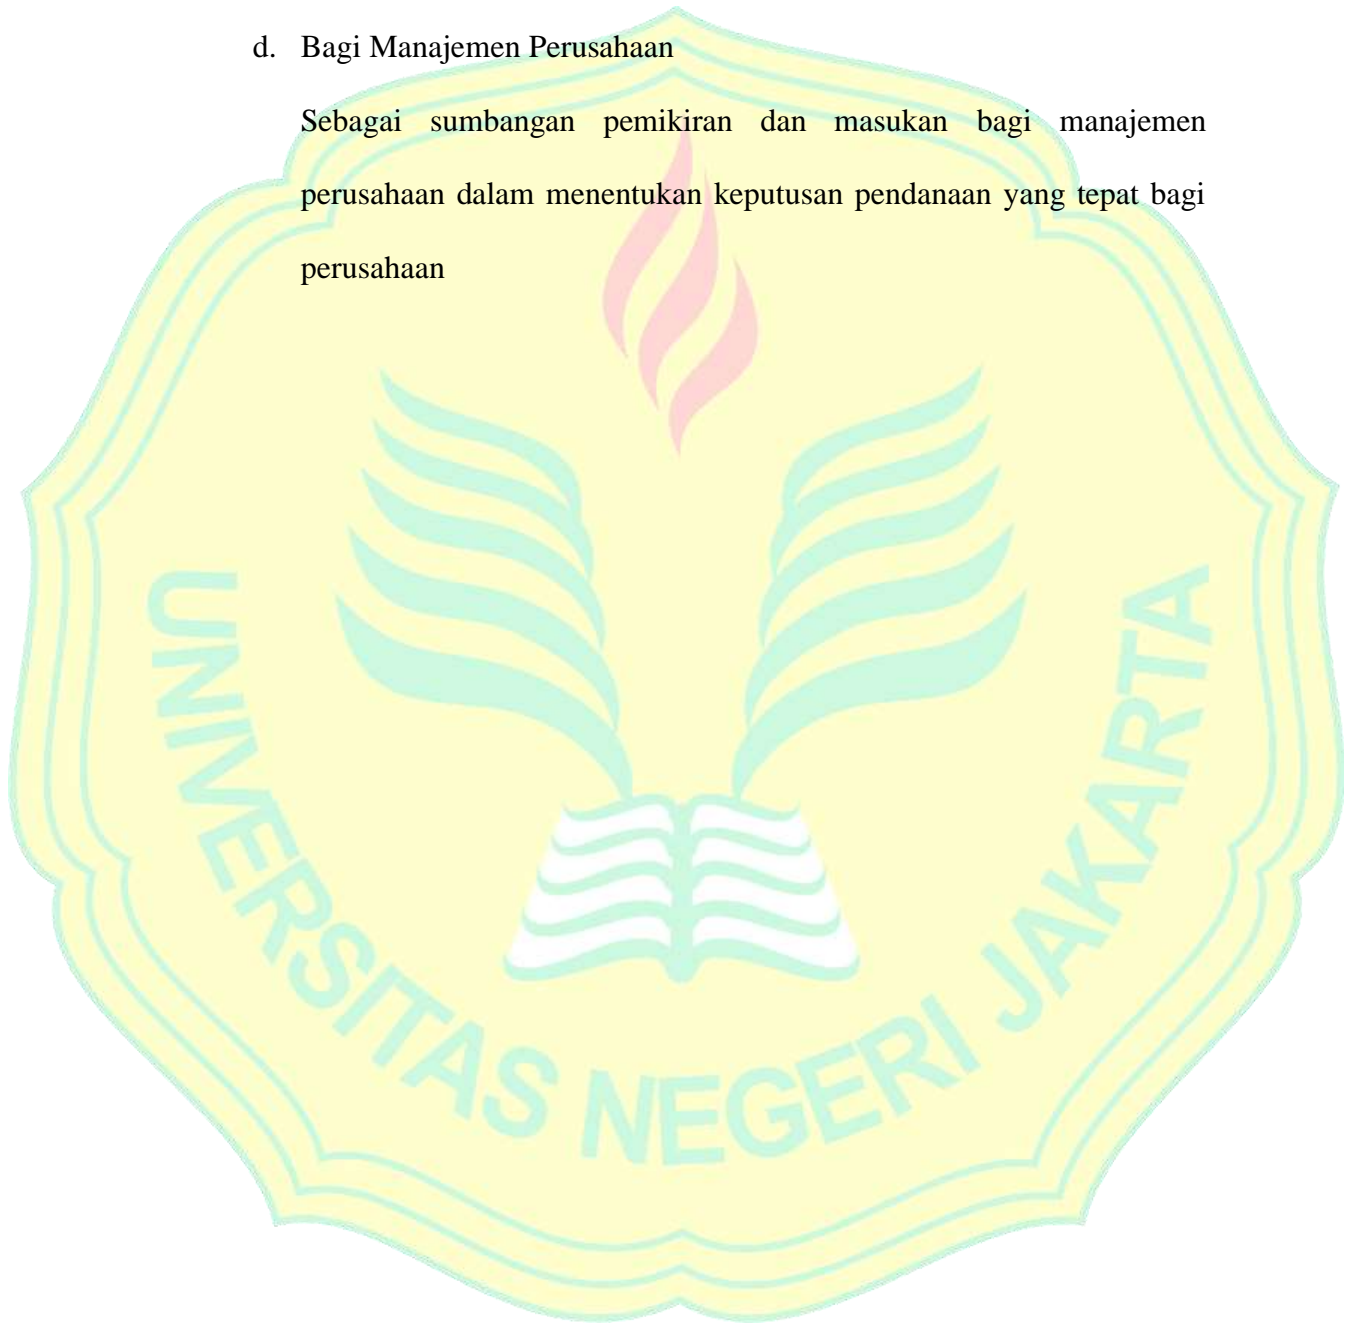 d. Bagi Manajemen Perusahaan
Sebagai sumbangan pemikiran dan masukan bagi manajemen
perusahaan dalam menentukan keputusan pendanaan yang tepat bagi
perusahaan
UNIVERSITAS NEGERI JAKARTA